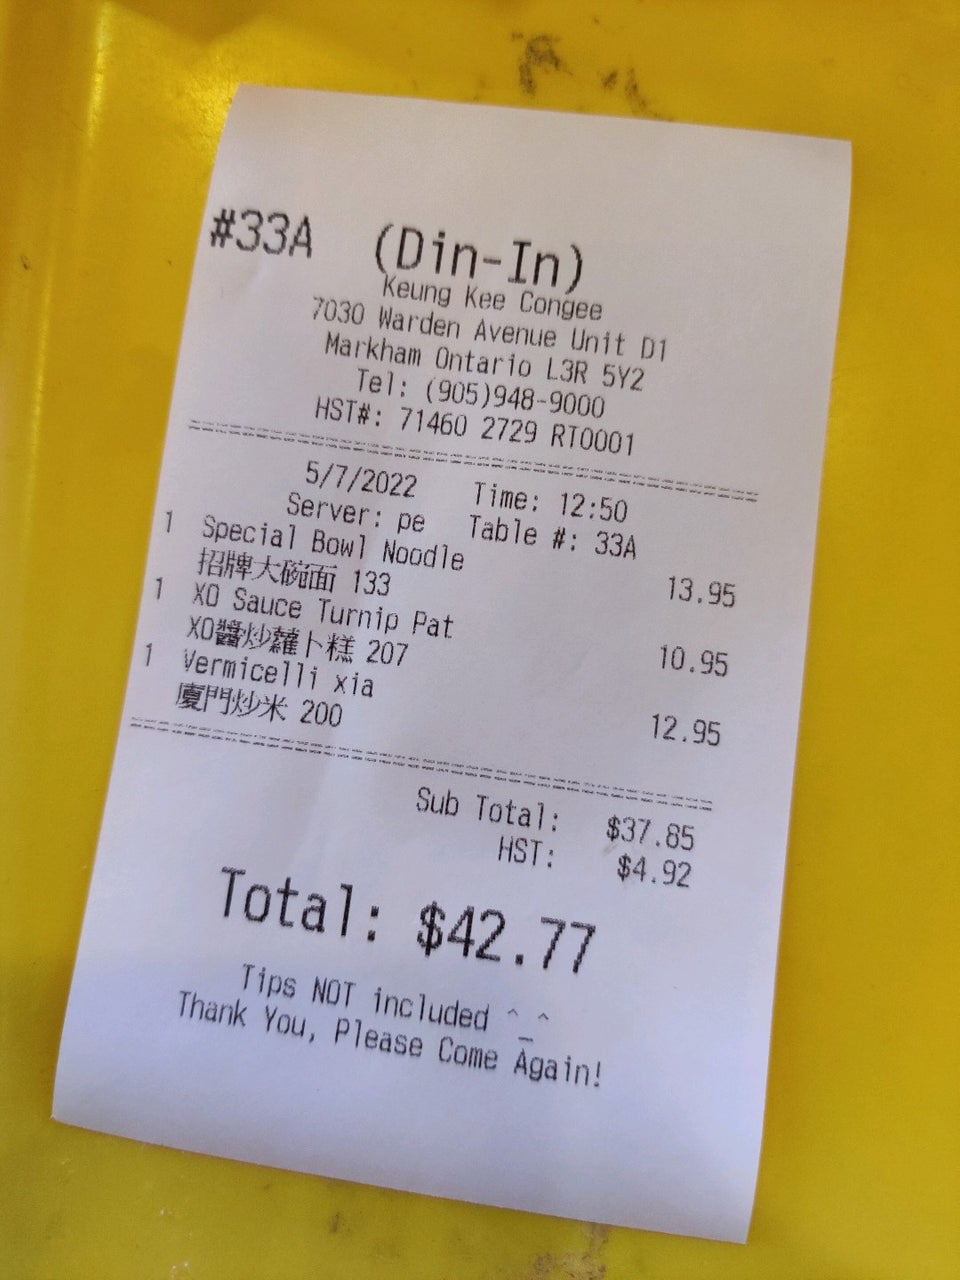 #33A (Din-In)
Keung Kee Congee
7030 Warden Avenue Unit D1
Markham Ontario L3R 5Y2
Tel: (905)948-9000
HST#: 71460 2729 RT0001
5/7/2022 Time: 12:50
Server: pe Table #: 33A
1 Special Bowl Noodle
招牌大碗面 133 13.95
1 XO Sauce Turnip Pat
XO醬炒蘿卜糕 207 10.95
1 Vermicelli xia
廈門炒米 200 12.95
Sub Total: $37.85
HST: $4.92
Total: $42.77
Tips NOT included ^_^
Thank You, Please Come Again!